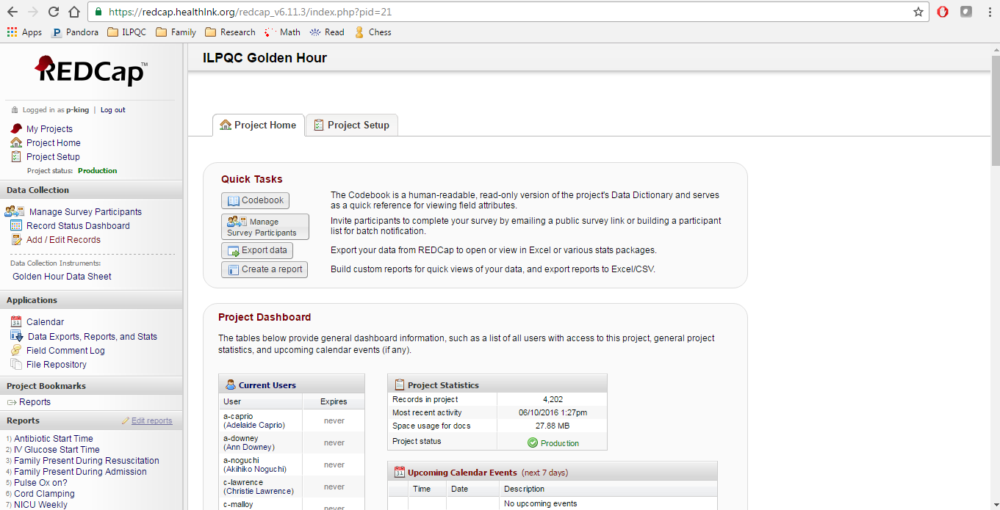 https://redcap.healthlnk.org/redcap_v6.11.3/index.php?pid=21
Apps Pandora ILPQC Family Research Math Read Chess
REDCap™
Logged in as p-king | Log out
My Projects
Project Home
Project Setup
Project status: Production
Data Collection
Manage Survey Participants
Record Status Dashboard
Add / Edit Records
Data Collection Instruments:
Golden Hour Data Sheet
Applications
31 Calendar
Data Exports, Reports, and Stats
Field Comment Log
File Repository
Project Bookmarks
Reports
Reports Edit reports
1) Antibiotic Start Time
2) IV Glucose Start Time
3) Family Present During Resuscitation
4) Family Present During Admission
5) Pulse Ox on?
6) Cord Clamping
7) NICU Weekly
ILPQC Golden Hour
Project Home Project Setup
Quick Tasks
Codebook
The Codebook is a human-readable, read-only version of the project's Data Dictionary and serves
as a quick reference for viewing field attributes.
Manage
Survey Participants
Invite participants to complete your survey by emailing a public survey link or building a participant
list for batch notification.
Export data
Export your data from REDCap to open or view in Excel or various stats packages.
Create a report
Build custom reports for quick views of your data, and export reports to Excel/CSV.
Project Dashboard
The tables below provide general dashboard information, such as a list of all users with access to this project, general project
statistics, and upcoming calendar events (if any).
Current Users
User Expires
a-caprio
(Adelaide Caprio) never
a-downey
(Ann Downey) never
a-noguchi
(Akihiko Noguchi) never
c-lawrence
(Christie Lawrence) never
c-malloy never
Project Statistics
Records in project 4,202
Most recent activity 06/10/2016 1:27pm
Space usage for docs 27.88 MB
Project status Production
31 Upcoming Calendar Events (next 7 days)
Time Date Description
No upcoming events